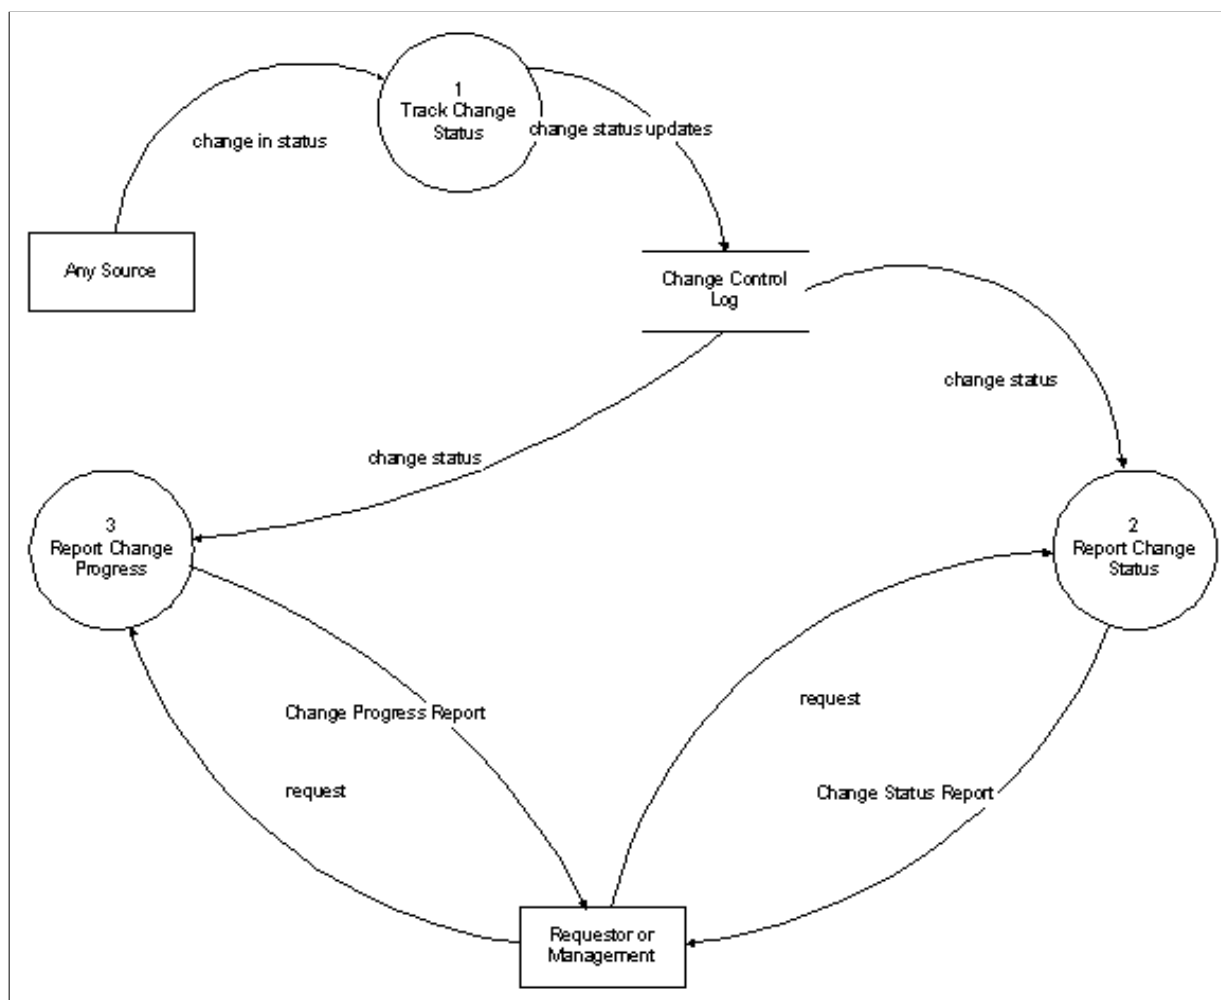 1
Track Change
Status
change in status
change status updates
Any Source
Change Control
Log
change status
change status
3
Report Change
Progress
2
Report Change
Status
request
Change Progress Report
request
Change Status Report
Requestor or
Management